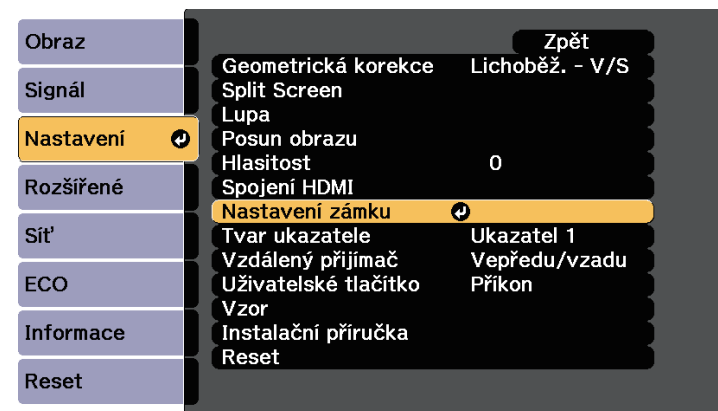 Obraz
Signál
Nastavení
Rozšířené
Síť
ECO
Informace
Reset
Zpět
Geometrická korekce Lichoběž. - V/S
Split Screen
Lupa
Posun obrazu
Hlasitost 0
Spojení HDMI
Nastavení zámku
Tvar ukazatele Ukazatel 1
Vzdálený přijímač Vepředu/vzadu
Uživatelské tlačítko Příkon
Vzor
Instalační příručka
Reset